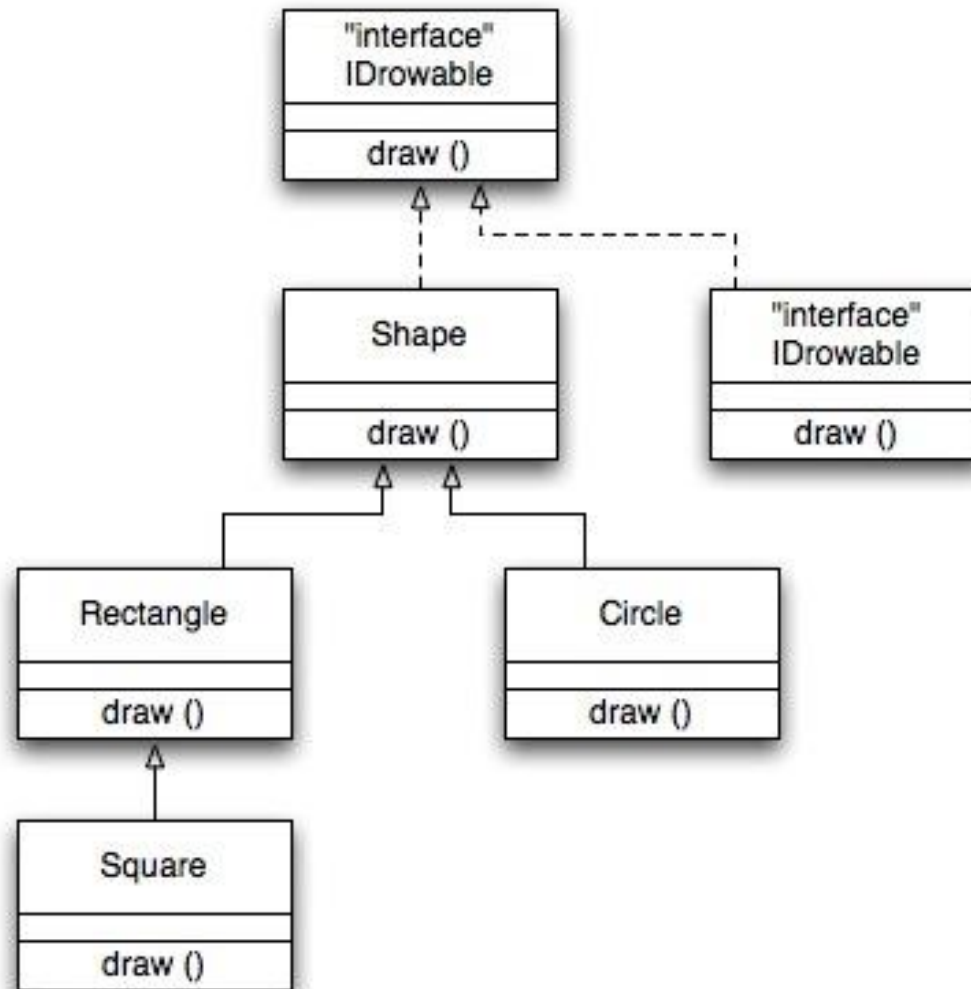 "interface"
IDrowable
draw ()
Shape
draw ()
"interface"
IDrowable
draw ()
Rectangle
draw ()
Circle
draw ()
Square
draw ()